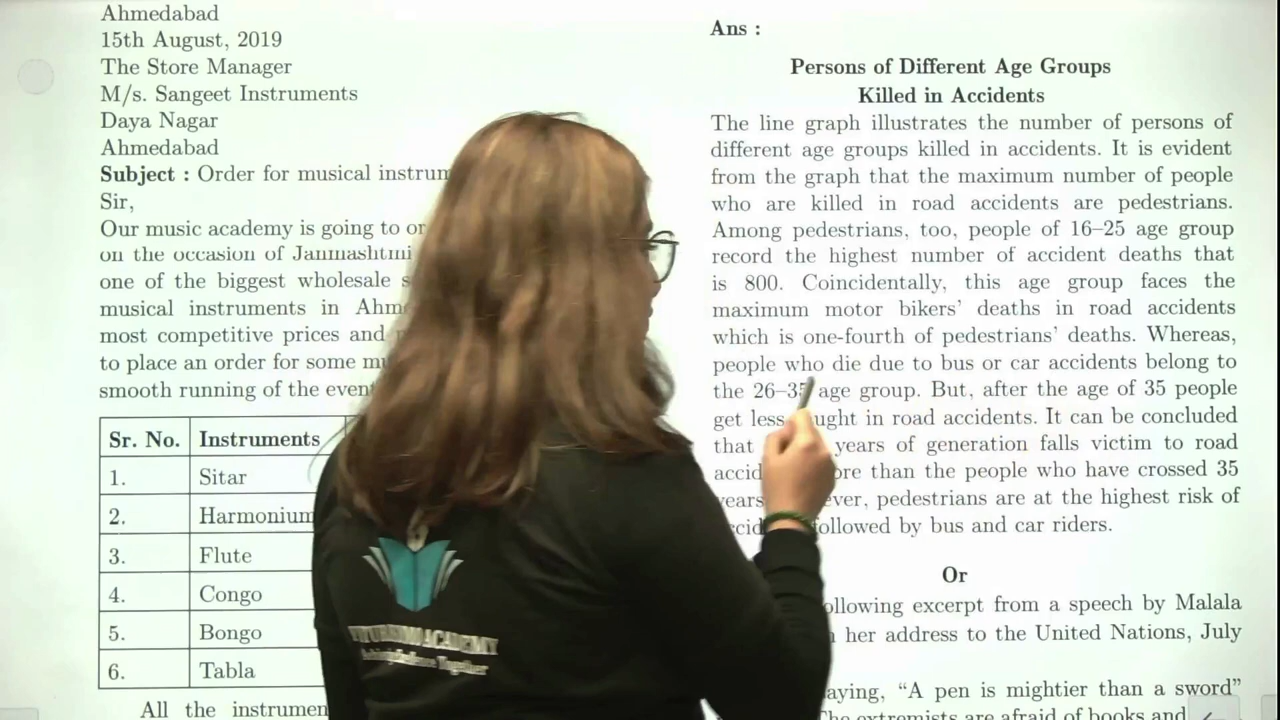 Ahmedabad
15th August, 2019
The Store Manager
M/s. Sangeet Instruments
Daya Nagar
Ahmedabad
Subject : Order for musical instrum
Sir,
Our music academy is going to or
on the occasion of Janmashtmi
one of the biggest wholesale s
musical instruments in Ahm
most competitive prices and
to place an order for some mu
smooth running of the event
Sr. No. Instruments
1. Sitar
2. Harmonium
3. Flute
4. Congo
5. Bongo
6. Tabla
All the instrumen
Ans :
Persons of Different Age Groups
Killed in Accidents
The line graph illustrates the number of persons of
different age groups killed in accidents. It is evident
from the graph that the maximum number of people
who are killed in road accidents are pedestrians.
Among pedestrians, too, people of 16–25 age group
record the highest number of accident deaths that
is 800. Coincidentally, this age group faces the
maximum motor bikers' deaths in road accidents
which is one-fourth of pedestrians' deaths. Whereas,
people who die due to bus or car accidents belong to
the 26–35 age group. But, after the age of 35 people
get less ught in road accidents. It can be concluded
that years of generation falls victim to road
accid ore than the people who have crossed 35
years ever, pedestrians are at the highest risk of
accid followed by bus and car riders.
Or
ollowing excerpt from a speech by Malala
her address to the United Nations, July
aying, “A pen is mightier than a sword”
The extremists are afraid of books and
ACADEMY
Together